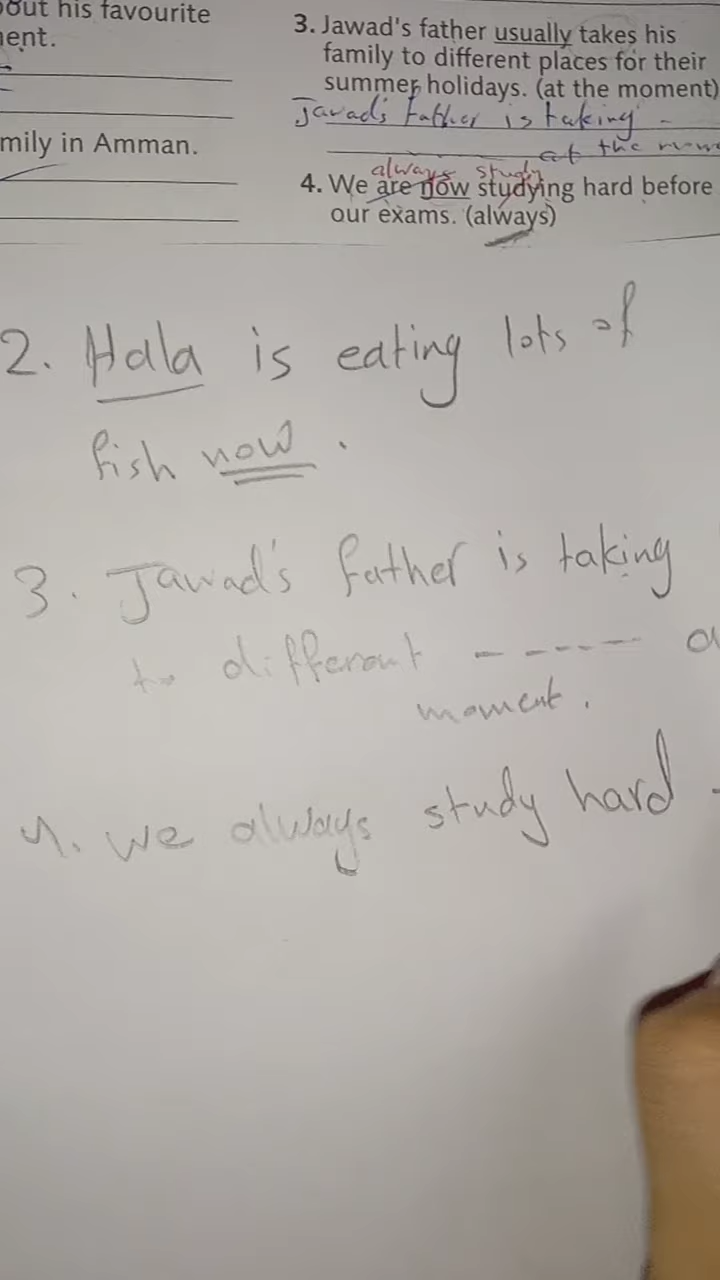 out his favourite
ent.
mily in Amman.
3. Jawad's father usually takes his
family to different places for their
summer holidays. (at the moment)
Jawad's father is taking -
at the mom
always study
4. We are now studying hard before
our exams. (always)
2. Hala is eating lots of
fish now.
3. Jawad's father is taking
to different ----- a
moment.
4. we always study hard -